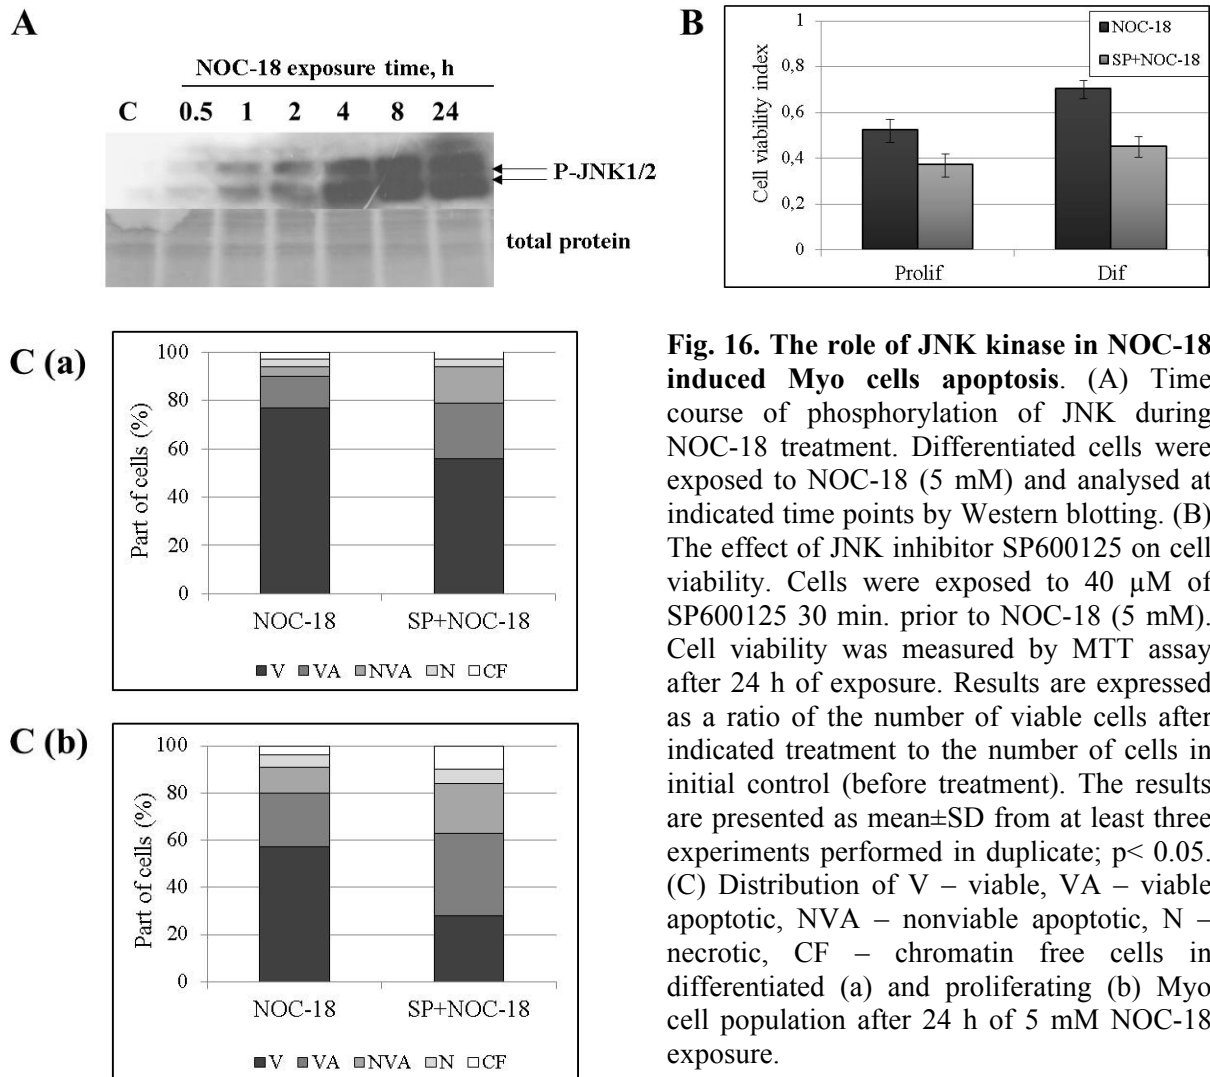 A
NOC-18 exposure time, h
C 0.5 1 2 4 8 24
P-JNK1/2
total protein
B
NOC-18
SP+NOC-18
Cell viability index
1
0,8
0,6
0,4
0,2
0
Prolif Dif
C (a)
Part of cells (%)
100
80
60
40
20
0
NOC-18 SP+NOC-18
V VA NVA N CF
C (b)
Part of cells (%)
100
80
60
40
20
0
NOC-18 SP+NOC-18
V VA NVA N CF
Fig. 16. The role of JNK kinase in NOC-18
induced Myo cells apoptosis. (A) Time
course of phosphorylation of JNK during
NOC-18 treatment. Differentiated cells were
exposed to NOC-18 (5 mM) and analysed at
indicated time points by Western blotting. (B)
The effect of JNK inhibitor SP600125 on cell
viability. Cells were exposed to 40 µM of
SP600125 30 min. prior to NOC-18 (5 mM).
Cell viability was measured by MTT assay
after 24 h of exposure. Results are expressed
as a ratio of the number of viable cells after
indicated treatment to the number of cells in
initial control (before treatment). The results
are presented as mean±SD from at least three
experiments performed in duplicate; p< 0.05.
(C) Distribution of V – viable, VA – viable
apoptotic, NVA – nonviable apoptotic, N –
necrotic, CF – chromatin free cells in
differentiated (a) and proliferating (b) Myo
cell population after 24 h of 5 mM NOC-18
exposure.